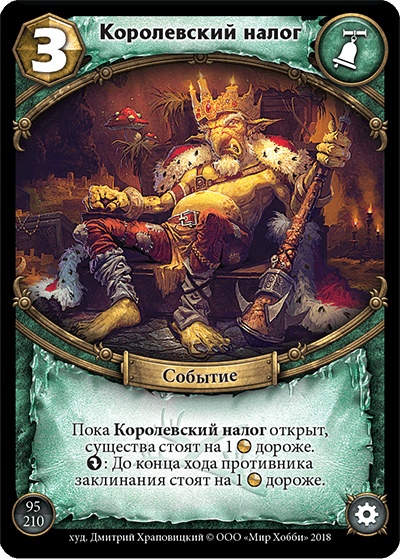 3
Королевский налог
Событие
Пока Королевский налог открыт,
существа стоят на 1 дороже.
: До конца хода противника
заклинания стоят на 1 дороже.
95
210
худ. Дмитрий Храповицкий © ООО «Мир Хобби» 2018